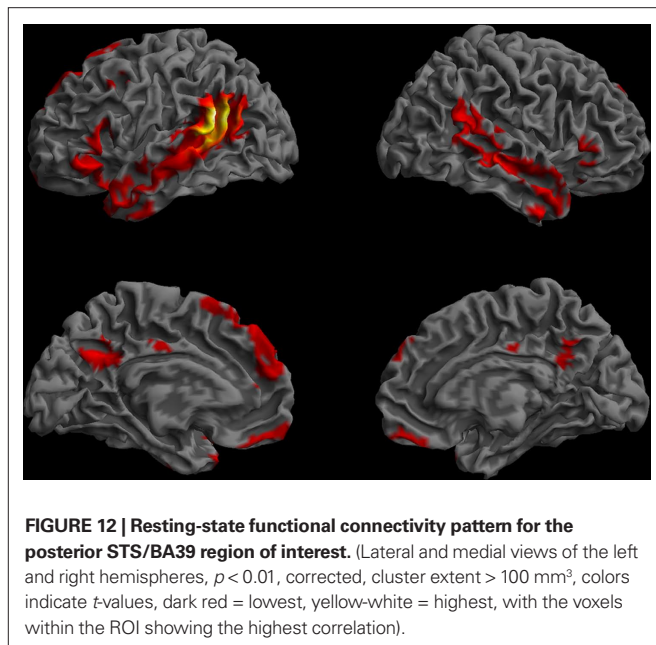 FIGURE 12 | Resting-state functional connectivity pattern for the
posterior STS/BA39 region of interest. (Lateral and medial views of the left
and right hemispheres, p < 0.01, corrected, cluster extent > 100 mm³, colors
indicate t-values, dark red = lowest, yellow-white = highest, with the voxels
within the ROI showing the highest correlation).